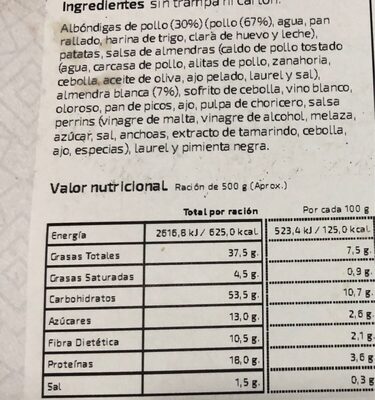 Ingredientes sin trampa ni cartón.
Albóndigas de pollo (30%) (pollo (67%), agua, pan
rallado, harina de trigo, clara de huevo y leche),
patatas, salsa de almendras (caldo de pollo tostado
(agua, carcasa de pollo, alitas de pollo, zanahoria,
cebolla, aceite de oliva, ajo pelado, laurel y sal),
almendra blanca (7%), sofrito de cebolla, vino blanco,
oloroso, pan de picos, ajo, pulpa de choricero, salsa
perrins (vinagre de malta, vinagre de alcohol, melaza,
azúcar, sal, anchoas, extracto de tamarindo, cebolla,
ajo, especias), laurel y pimienta negra.
Valor nutricional Ración de 500 g (Aprox.)
Total por ración Por cada 100 g
Energía 2616,8 kJ / 625,0 kcal. 523,4 kJ / 125,0 kcal.
Grasas Totales 37,5 g. 7,5 g.
Grasas Saturadas 4,5 g. 0,9 g.
Carbohidratos 53,5 g. 10,7 g.
Azúcares 13,0 g. 2,6 g.
Fibra Dietética 10,5 g. 2,1 g.
Proteínas 18,0 g. 3,6 g
Sal 1,5 g. 0,3 g